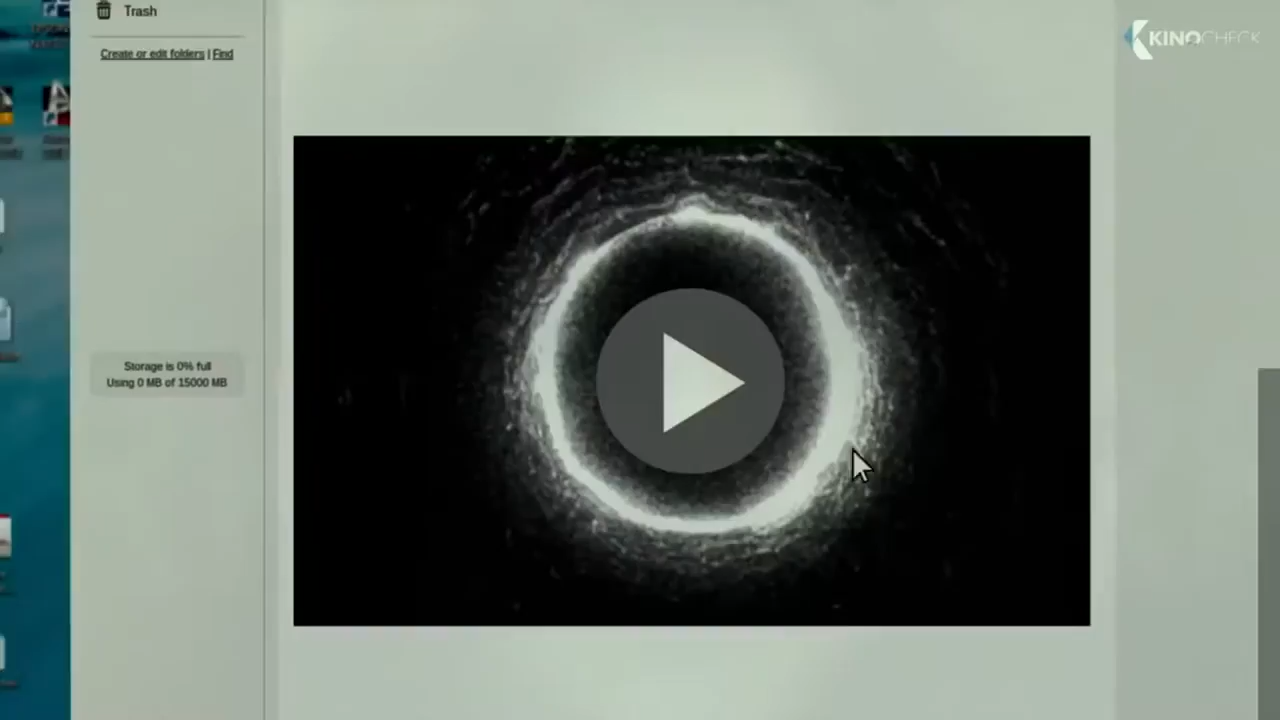 Trash
Create or edit folders | Find
Storage is 0% full
Using 0 MB of 15000 MB
KINOCHECK